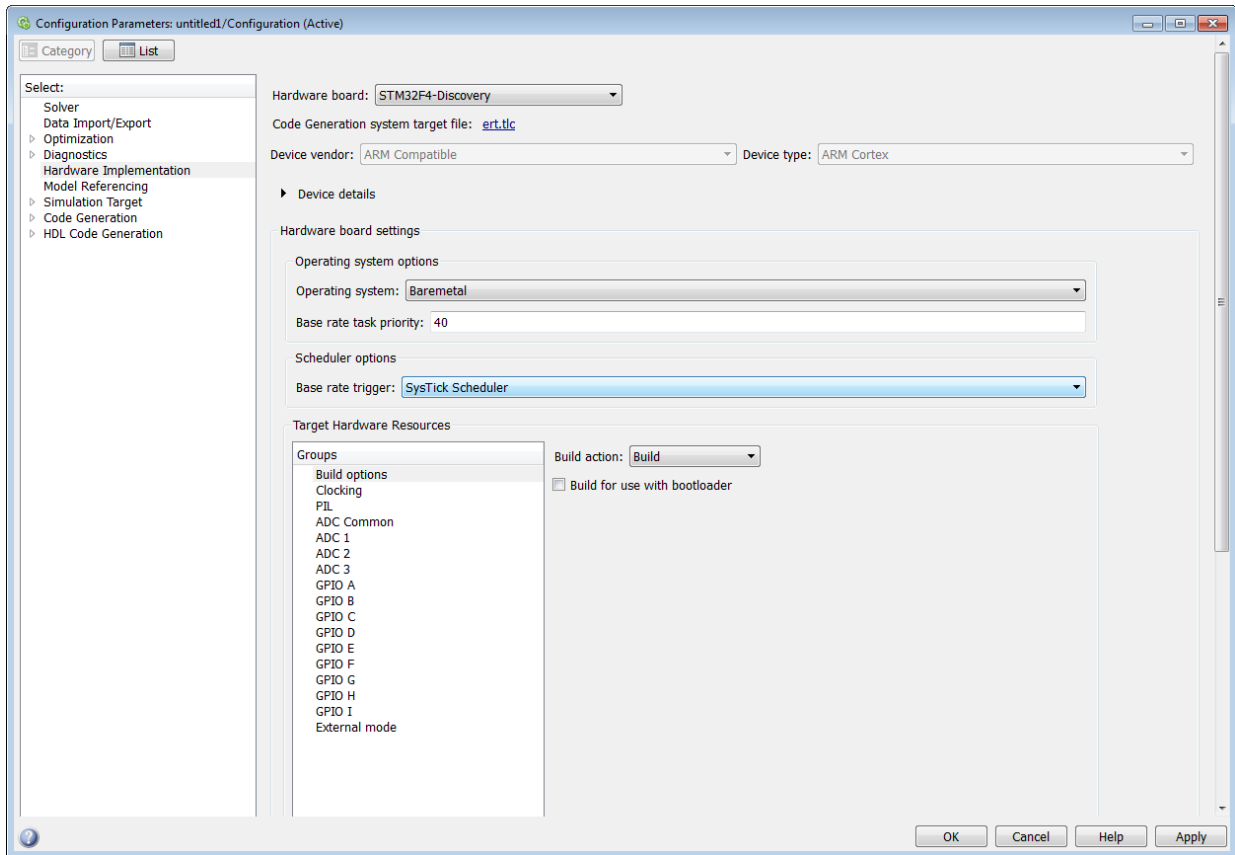 Configuration Parameters: untitled1/Configuration (Active)
Category List
Select:
Solver
Data Import/Export
Optimization
Diagnostics
Hardware Implementation
Model Referencing
Simulation Target
Code Generation
HDL Code Generation
Hardware board: STM32F4-Discovery
Code Generation system target file: ert.tlc
Device vendor: ARM Compatible Device type: ARM Cortex
Device details
Hardware board settings
Operating system options
Operating system: Baremetal
Base rate task priority: 40
Scheduler options
Base rate trigger: SysTick Scheduler
Target Hardware Resources
Groups
Build options
Clocking
PIL
ADC Common
ADC 1
ADC 2
ADC 3
GPIO A
GPIO B
GPIO C
GPIO D
GPIO E
GPIO F
GPIO G
GPIO H
GPIO I
External mode
Build action: Build
Build for use with bootloader
OK Cancel Help Apply